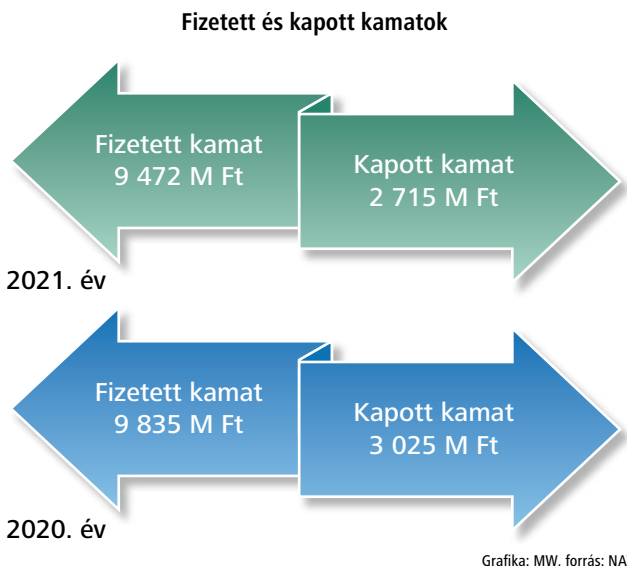 Fizetett és kapott kamatok
Fizetett kamat
9 472 M Ft
Kapott kamat
2 715 M Ft
2021. év
Fizetett kamat
9 835 M Ft
Kapott kamat
3 025 M Ft
2020. év
Grafika: MW, forrás: NA